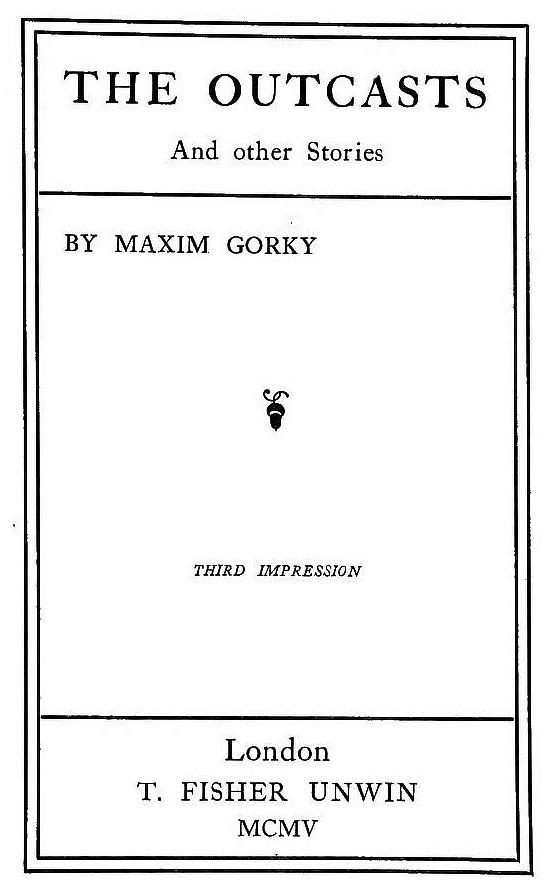 THE OUTCASTS
And other Stories
BY MAXIM GORKY
THIRD IMPRESSION
London
T. FISHER UNWIN
MCMV